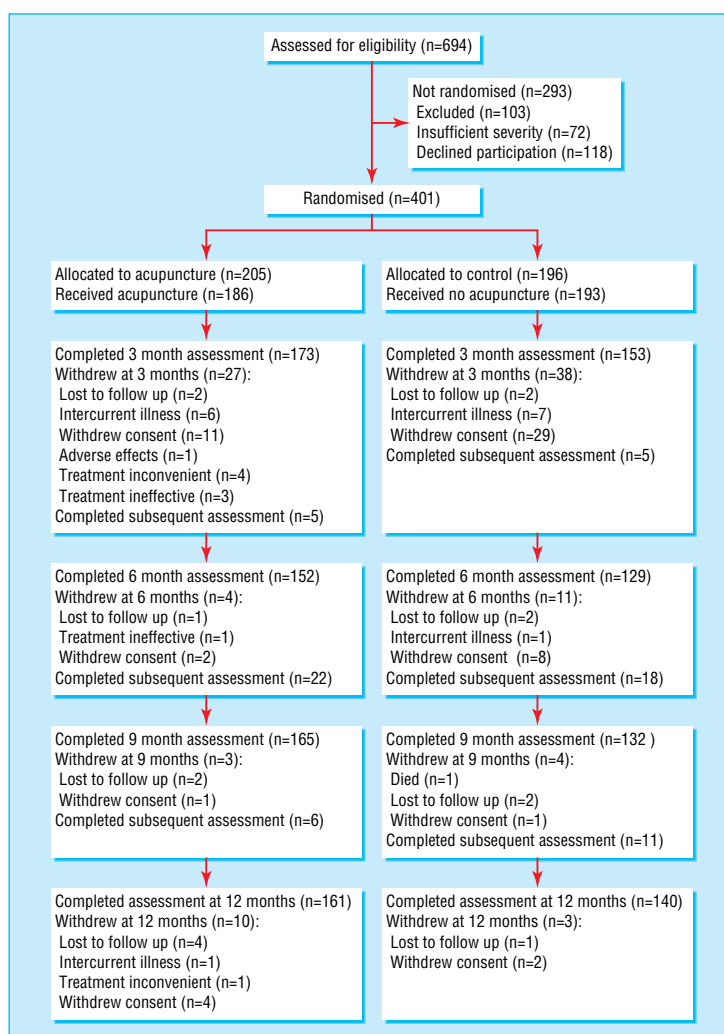 Assessed for eligibility (n=694)
Not randomised (n=293)
Excluded (n=103)
Insufficient severity (n=72)
Declined participation (n=118)
Randomised (n=401)
Allocated to acupuncture (n=205)
Received acupuncture (n=186)
Allocated to control (n=196)
Received no acupuncture (n=193)
Completed 3 month assessment (n=173)
Withdrew at 3 months (n=27):
Lost to follow up (n=2)
Intercurrent illness (n=6)
Withdrew consent (n=11)
Adverse effects (n=1)
Treatment inconvenient (n=4)
Treatment ineffective (n=3)
Completed subsequent assessment (n=5)
Completed 3 month assessment (n=153)
Withdrew at 3 months (n=38):
Lost to follow up (n=2)
Intercurrent illness (n=7)
Withdrew consent (n=29)
Completed subsequent assessment (n=5)
Completed 6 month assessment (n=152)
Withdrew at 6 months (n=4):
Lost to follow up (n=1)
Treatment ineffective (n=1)
Withdrew consent (n=2)
Completed subsequent assessment (n=22)
Completed 6 month assessment (n=129)
Withdrew at 6 months (n=11):
Lost to follow up (n=2)
Intercurrent illness (n=1)
Withdrew consent (n=8)
Completed subsequent assessment (n=18)
Completed 9 month assessment (n=165)
Withdrew at 9 months (n=3):
Lost to follow up (n=2)
Withdrew consent (n=1)
Completed subsequent assessment (n=6)
Completed 9 month assessment (n=132 )
Withdrew at 9 months (n=4):
Died (n=1)
Lost to follow up (n=2)
Withdrew consent (n=1)
Completed subsequent assessment (n=11)
Completed assessment at 12 months (n=161)
Withdrew at 12 months (n=10):
Lost to follow up (n=4)
Intercurrent illness (n=1)
Treatment inconvenient (n=1)
Withdrew consent (n=4)
Completed assessment at 12 months (n=140)
Withdrew at 12 months (n=3):
Lost to follow up (n=1)
Withdrew consent (n=2)